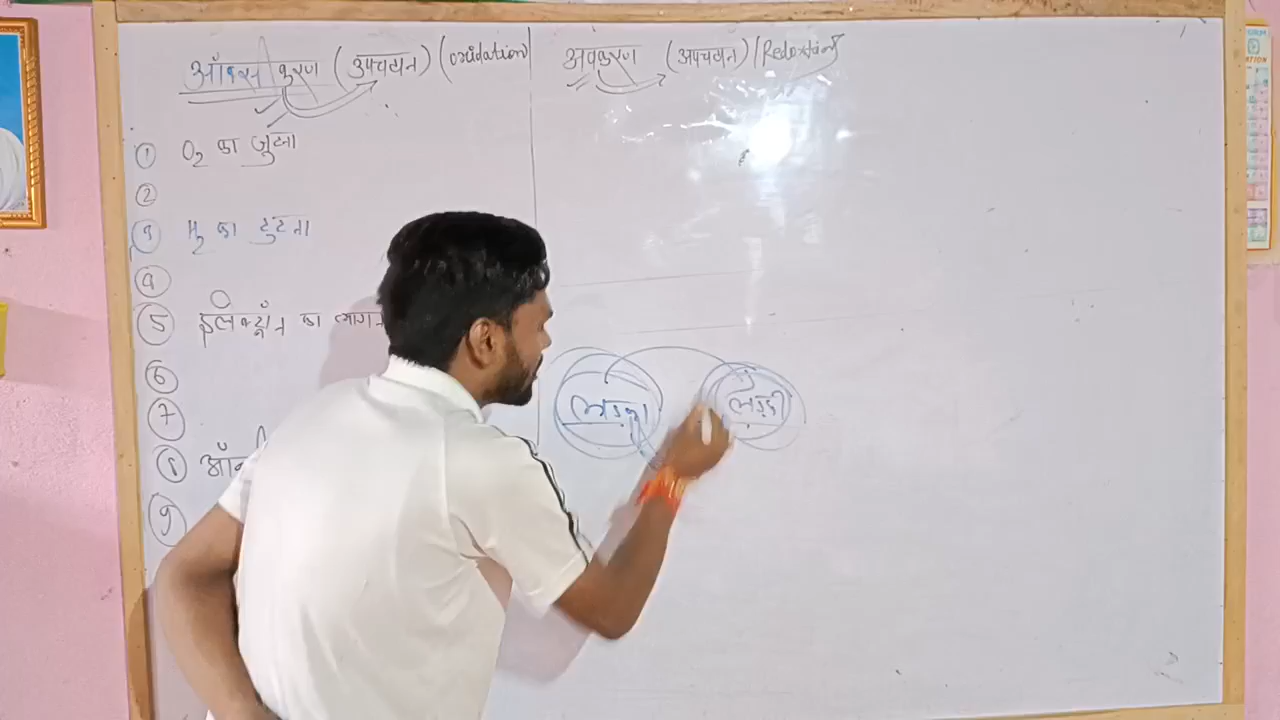 ऑक्सीकरण (उपचयन) (oxidation)
① O2 का जुटना
②
③ H2 का टुटना
④
⑤ इलेक्ट्रॉन का त्याग
⑥
⑦
⑧
⑨
अवकरण (अपचयन) / Redoxtion
लड़का
लड़की